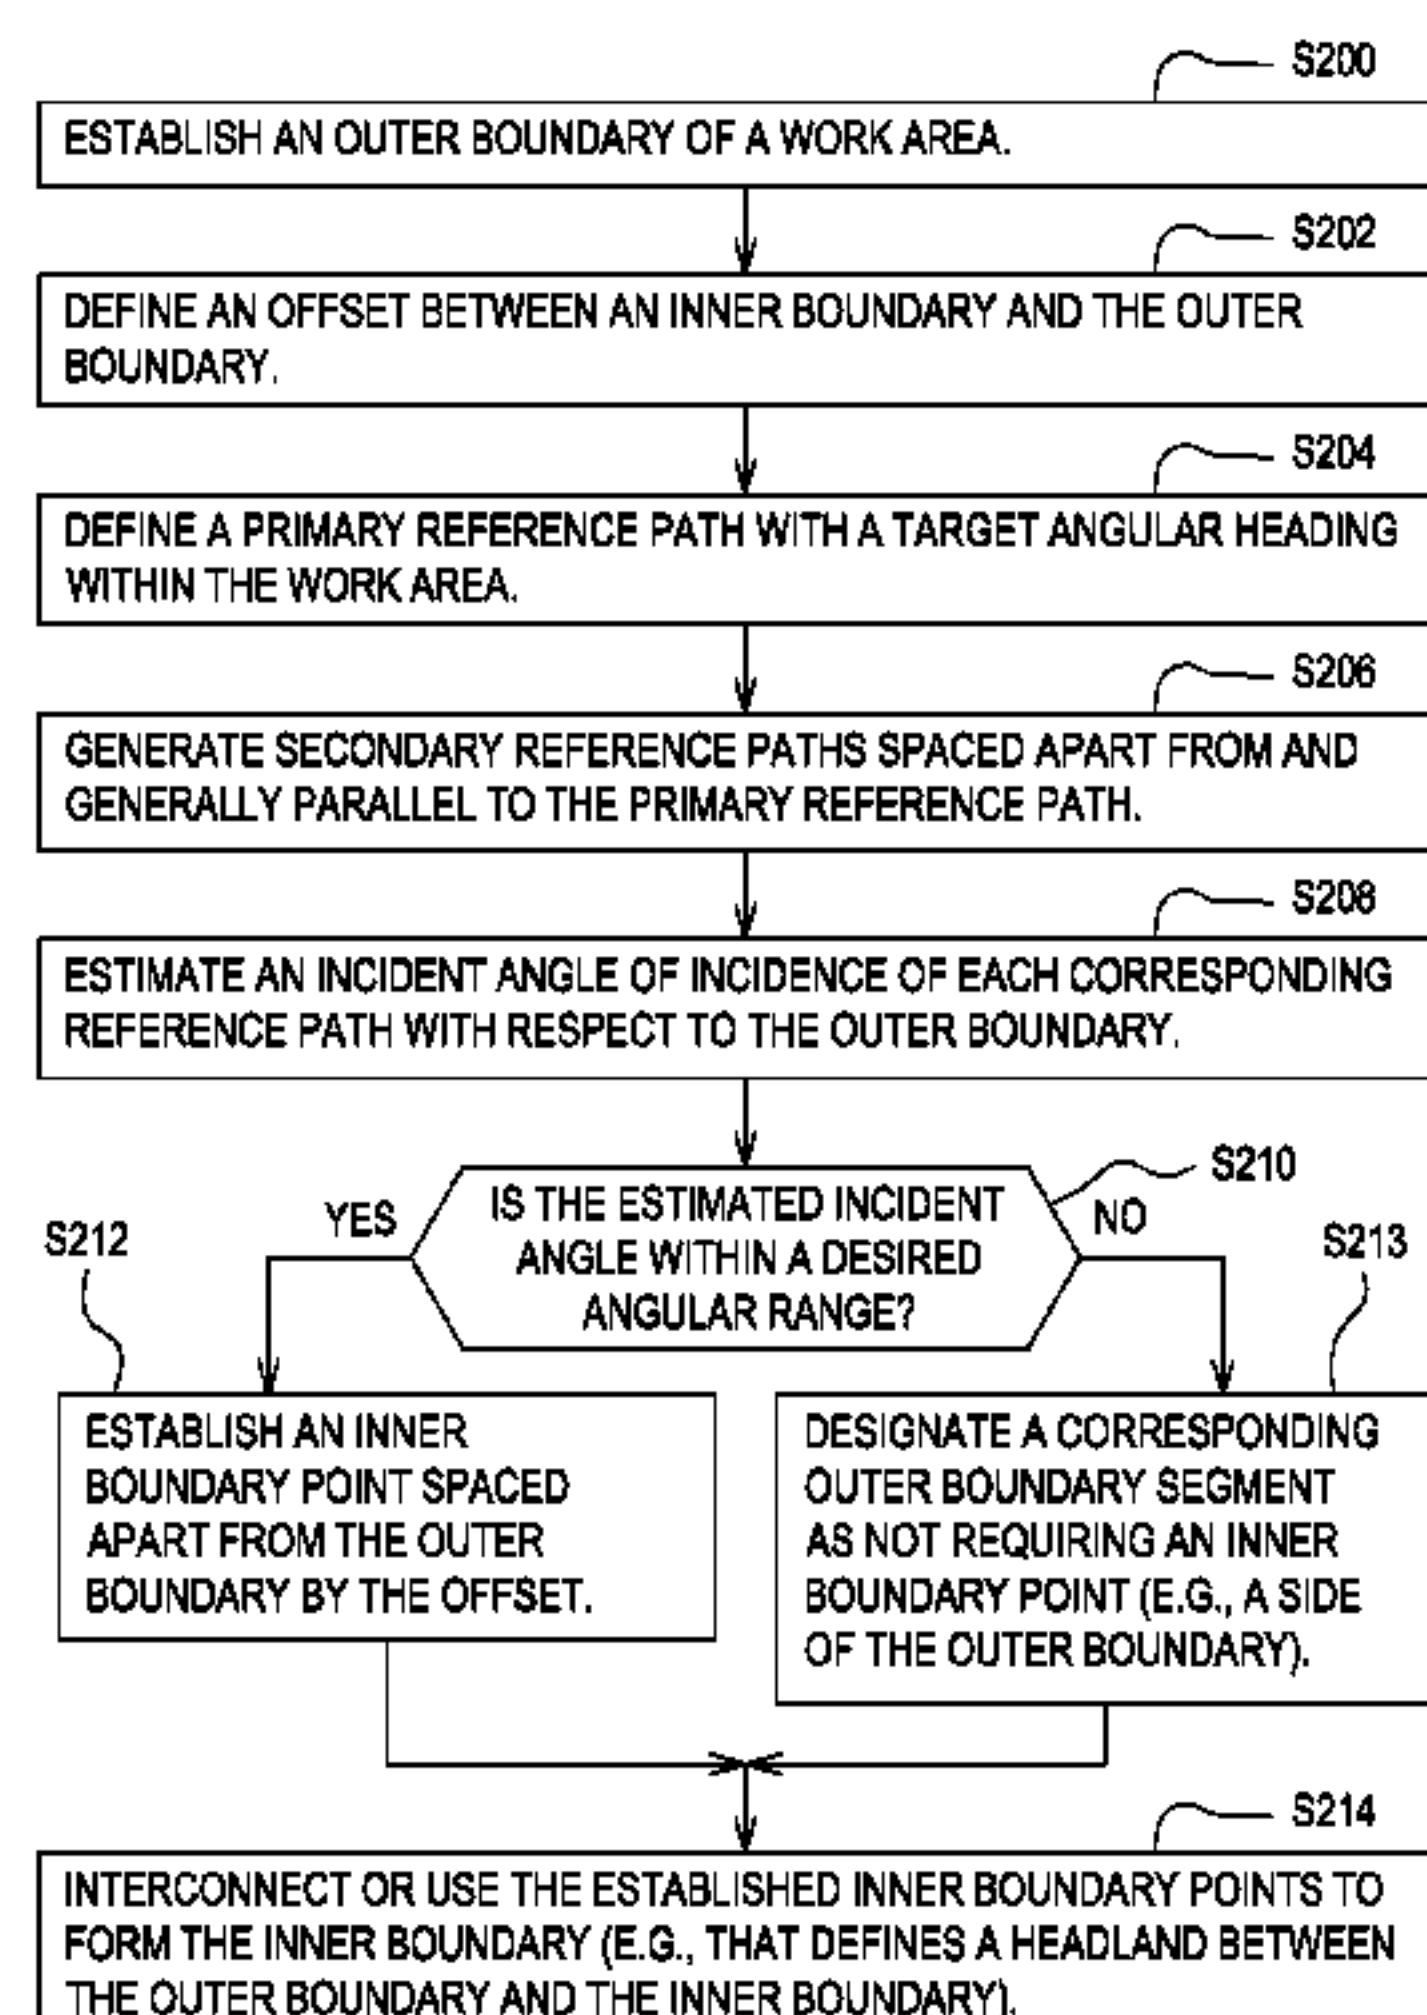 S200
ESTABLISH AN OUTER BOUNDARY OF A WORK AREA.
S202
DEFINE AN OFFSET BETWEEN AN INNER BOUNDARY AND THE OUTER
BOUNDARY.
S204
DEFINE A PRIMARY REFERENCE PATH WITH A TARGET ANGULAR HEADING
WITHIN THE WORK AREA.
S206
GENERATE SECONDARY REFERENCE PATHS SPACED APART FROM AND
GENERALLY PARALLEL TO THE PRIMARY REFERENCE PATH.
S208
ESTIMATE AN INCIDENT ANGLE OF INCIDENCE OF EACH CORRESPONDING
REFERENCE PATH WITH RESPECT TO THE OUTER BOUNDARY.
S210
IS THE ESTIMATED INCIDENT
ANGLE WITHIN A DESIRED
ANGULAR RANGE?
YES
NO
S212
ESTABLISH AN INNER
BOUNDARY POINT SPACED
APART FROM THE OUTER
BOUNDARY BY THE OFFSET.
S213
DESIGNATE A CORRESPONDING
OUTER BOUNDARY SEGMENT
AS NOT REQUIRING AN INNER
BOUNDARY POINT (E.G., A SIDE
OF THE OUTER BOUNDARY).
S214
INTERCONNECT OR USE THE ESTABLISHED INNER BOUNDARY POINTS TO
FORM THE INNER BOUNDARY (E.G., THAT DEFINES A HEADLAND BETWEEN
THE OUTER BOUNDARY AND THE INNER BOUNDARY).